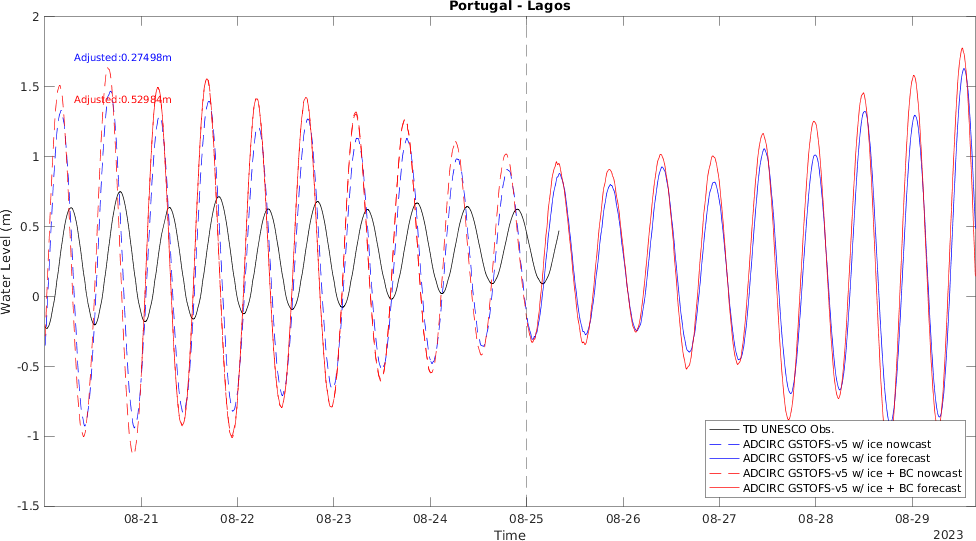 Portugal - Lagos
Adjusted:0.27498m
Adjusted:0.52984m
Water Level (m)
2
1.5
1
0.5
0
-0.5
-1
-1.5
TD UNESCO Obs.
ADCIRC GSTOFS-v5 w/ ice nowcast
ADCIRC GSTOFS-v5 w/ ice forecast
ADCIRC GSTOFS-v5 w/ ice + BC nowcast
ADCIRC GSTOFS-v5 w/ ice + BC forecast
08-21 08-22 08-23 08-24 08-25 08-26 08-27 08-28 08-29
Time
2023